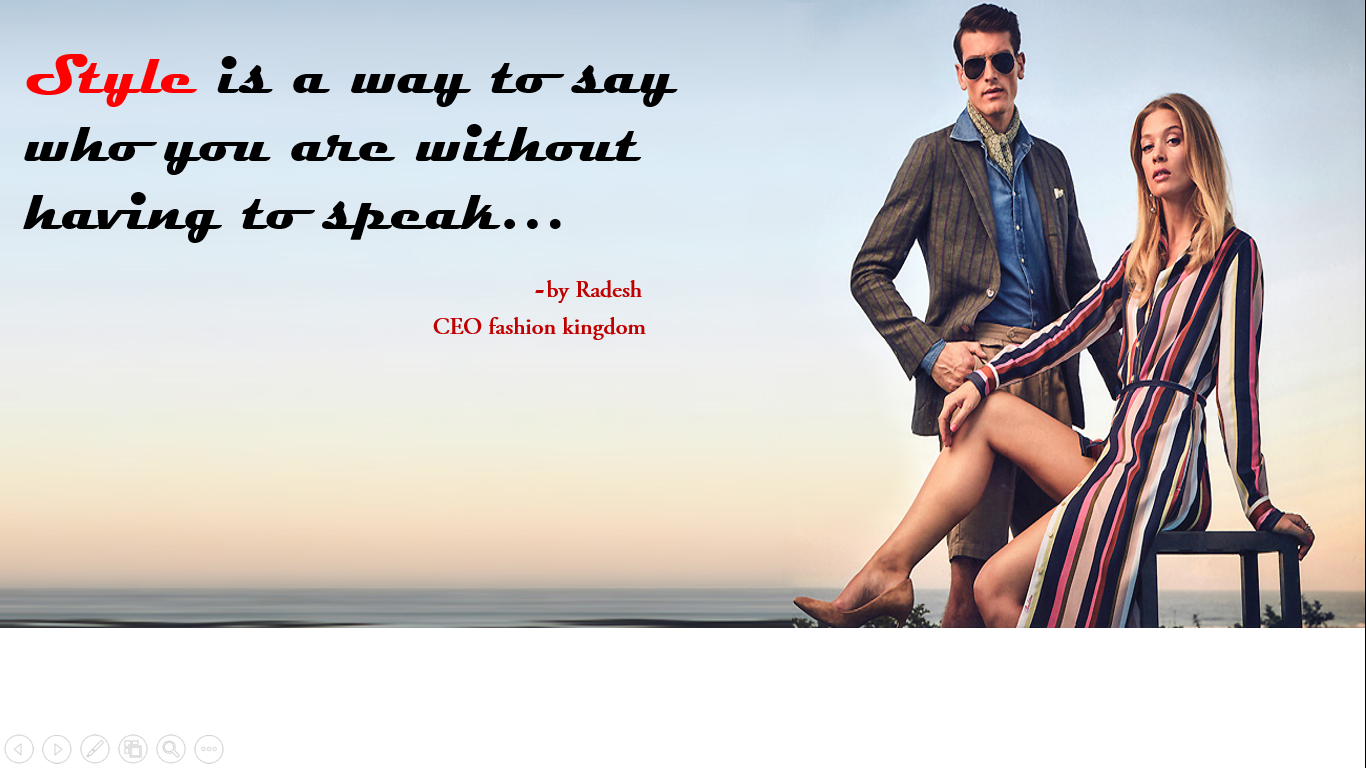 Style is a way to say
who you are without
having to speak...
-by Radesh
CEO fashion kingdom